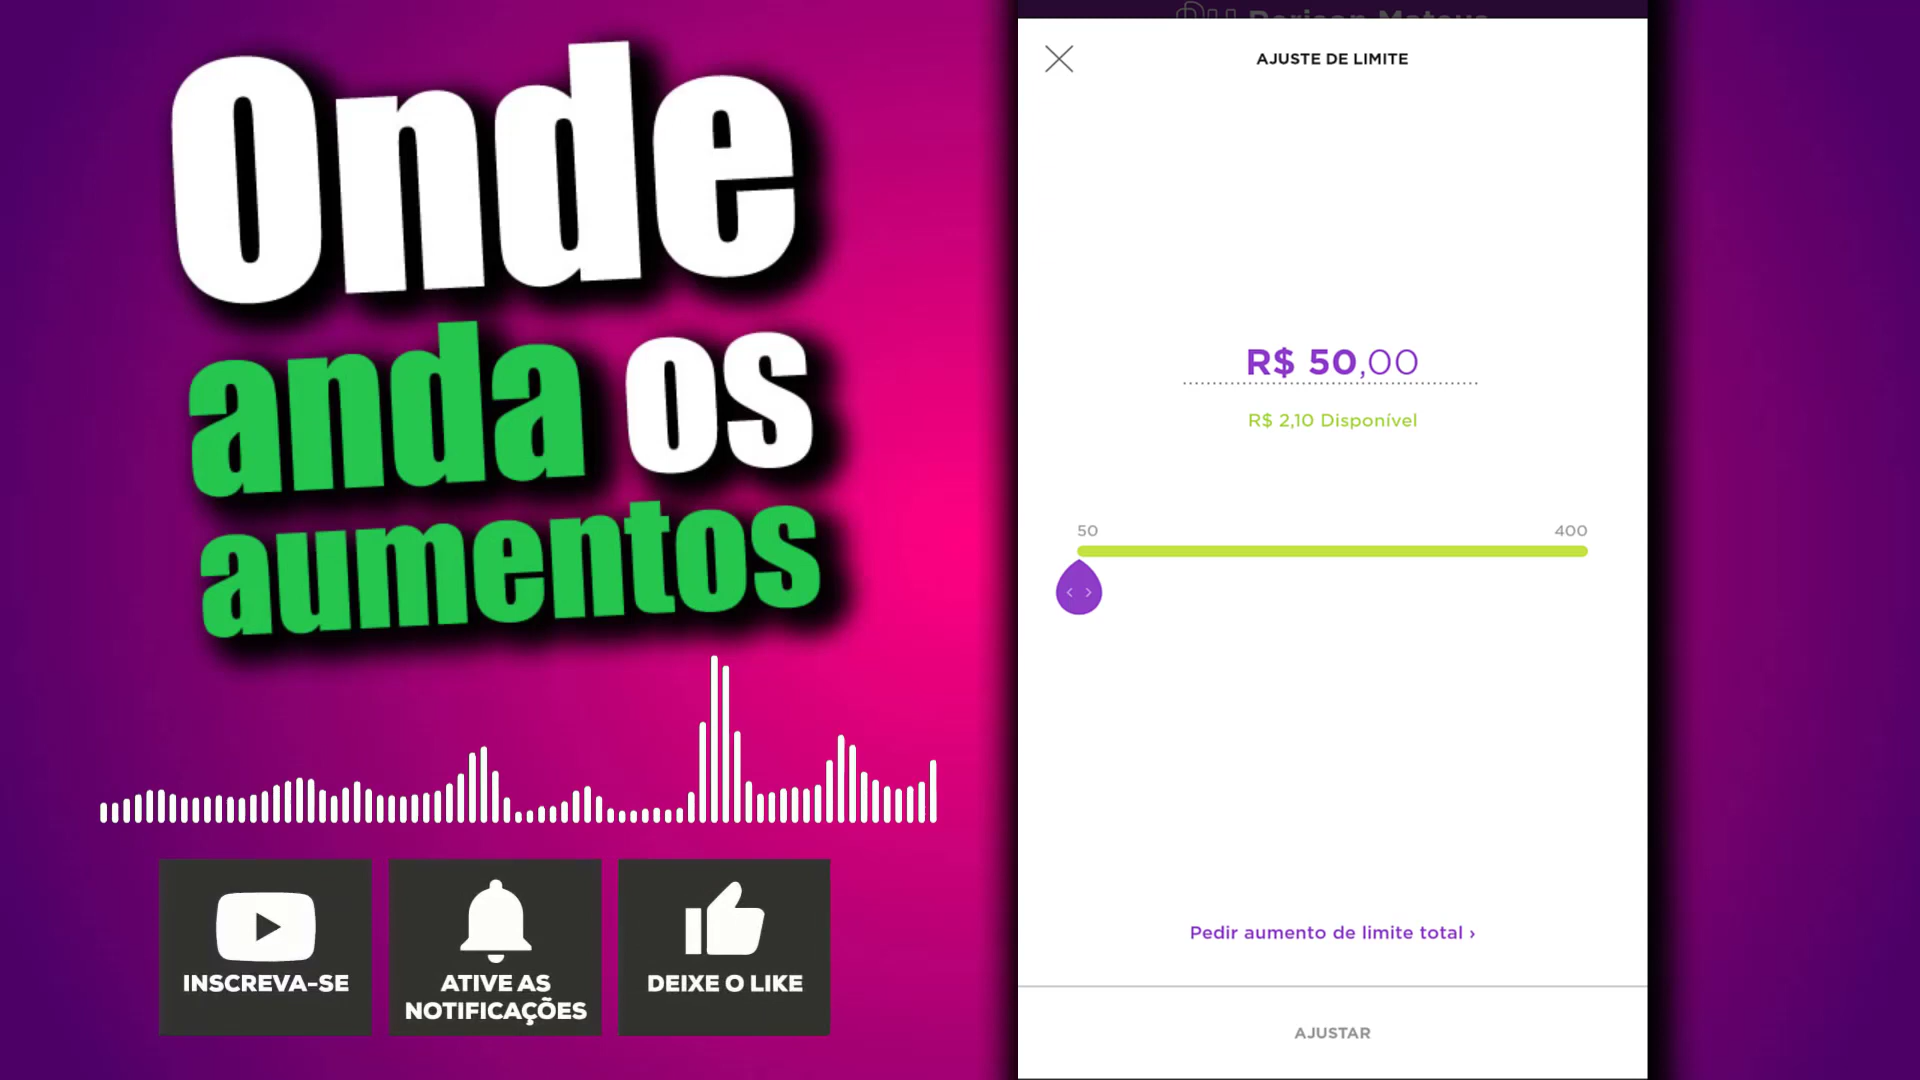 Onde
anda os
aumentos
INSCREVA-SE
ATIVE AS
NOTIFICAÇÕES
DEIXE O LIKE
AJUSTE DE LIMITE
R$ 50,00
R$ 2,10 Disponível
50 400
Pedir aumento de limite total ›
AJUSTAR